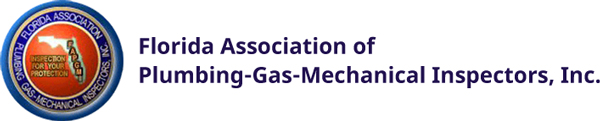 FLORIDA ASSOCIATION
PLUMBING GAS-MECHANICAL INSPECTORS, INC.
INSPECTION
FOR YOUR
PROTECTION
FAPGMI
Florida Association of
Plumbing-Gas-Mechanical Inspectors, Inc.